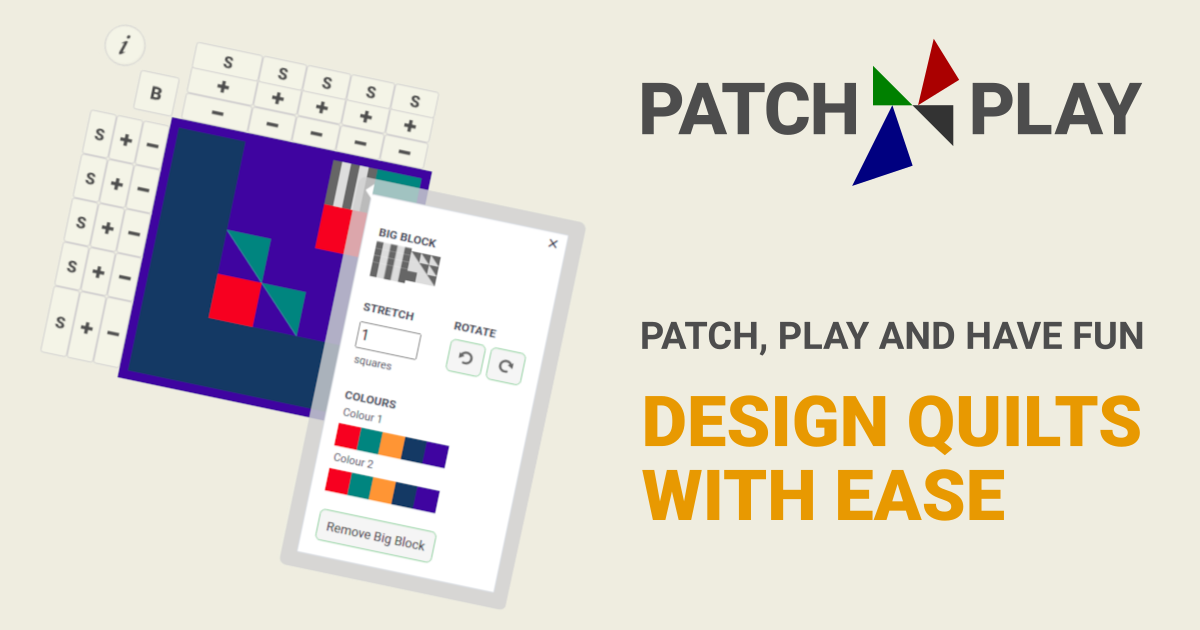 i
B
S S S S S
+ + + + +
− − − − −
S + −
S + −
S + −
S + −
S + −
×
BIG BLOCK
STRETCH
1
squares
ROTATE
COLOURS
Colour 1
Colour 2
Remove Big Block
PATCH PLAY
PATCH, PLAY AND HAVE FUN
DESIGN QUILTS
WITH EASE